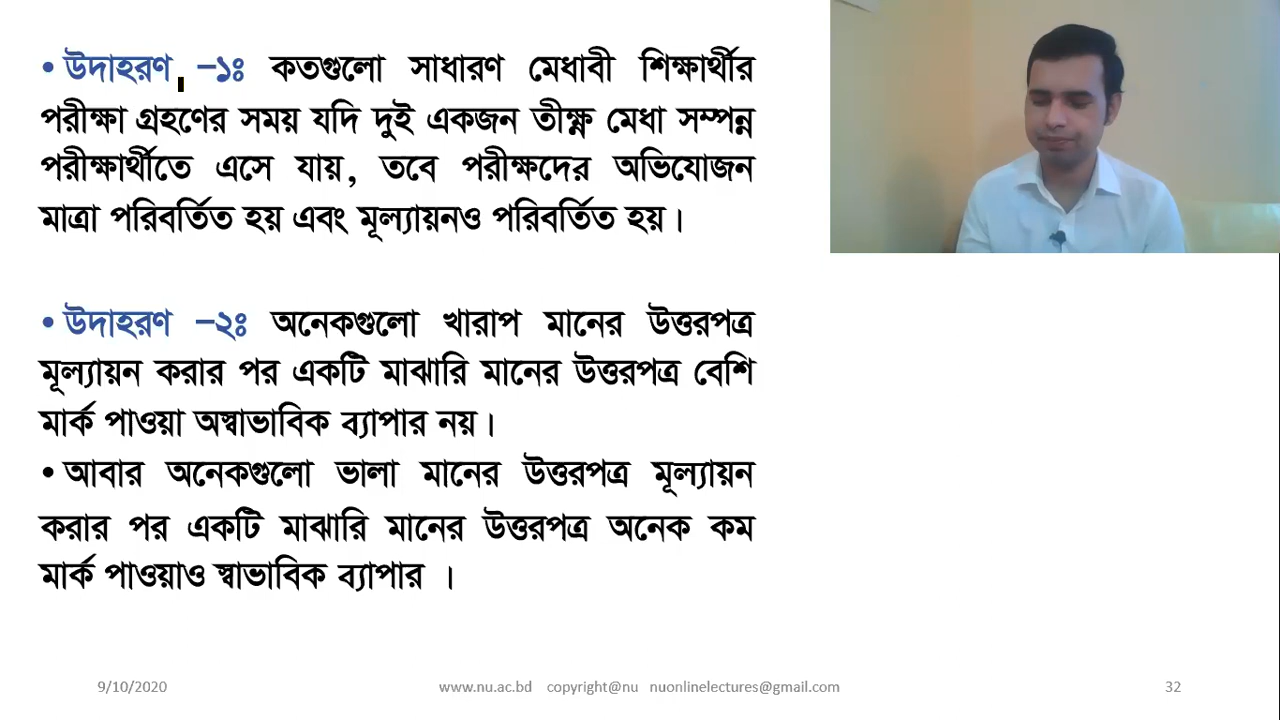 • উদাহরণ –১ঃ কতগুলো সাধারণ মেধাবী শিক্ষার্থীর
পরীক্ষা গ্রহণের সময় যদি দুই একজন তীক্ষ্ণ মেধা সম্পন্ন
পরীক্ষার্থীতে এসে যায়, তবে পরীক্ষদের অভিযোজন
মাত্রা পরিবর্তিত হয় এবং মূল্যায়নও পরিবর্তিত হয়।
• উদাহরণ –২ঃ অনেকগুলো খারাপ মানের উত্তরপত্র
মূল্যায়ন করার পর একটি মাঝারি মানের উত্তরপত্র বেশি
মার্ক পাওয়া অস্বাভাবিক ব্যাপার নয়।
• আবার অনেকগুলো ভালা মানের উত্তরপত্র মূল্যায়ন
করার পর একটি মাঝারি মানের উত্তরপত্র অনেক কম
মার্ক পাওয়াও স্বাভাবিক ব্যাপার ।
9/10/2020 www.nu.ac.bd copyright@nu nuonlinelectures@gmail.com 32